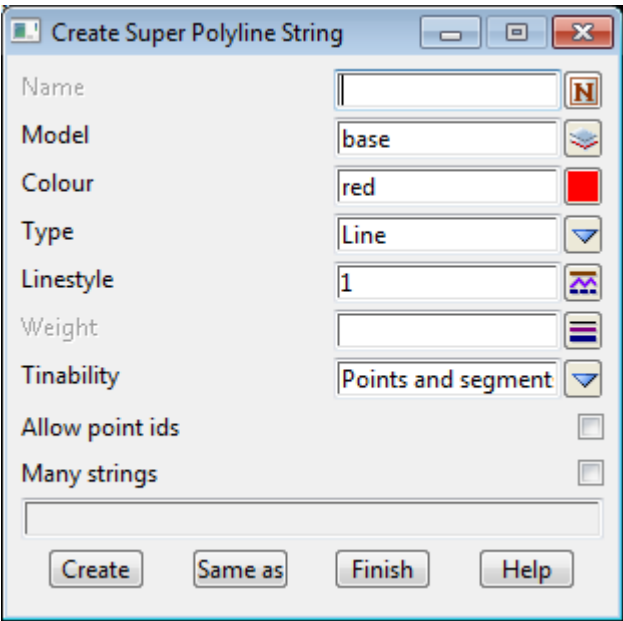 Create Super Polyline String
Name
Model base
Colour red
Type Line
Linestyle 1
Weight
Tinability Points and segment
Allow point ids
Many strings
Create Same as Finish Help